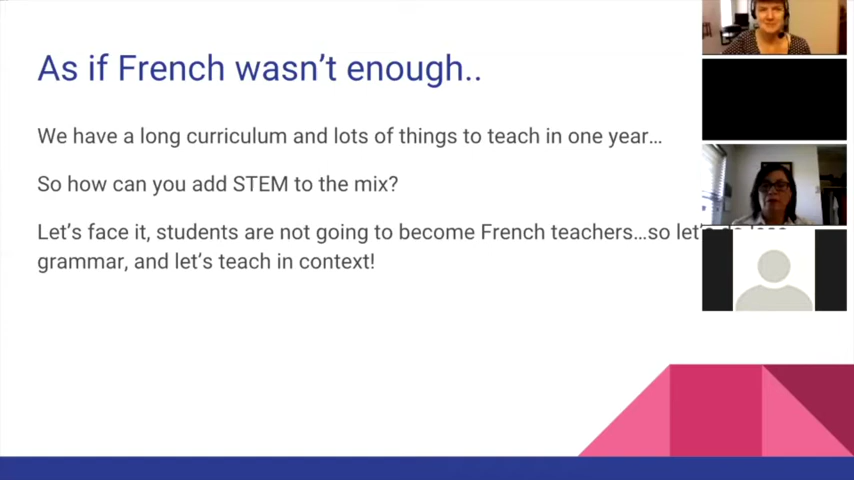 As if French wasn’t enough..
We have a long curriculum and lots of things to teach in one year…
So how can you add STEM to the mix?
Let’s face it, students are not going to become French teachers…so let’s
grammar, and let’s teach in context!